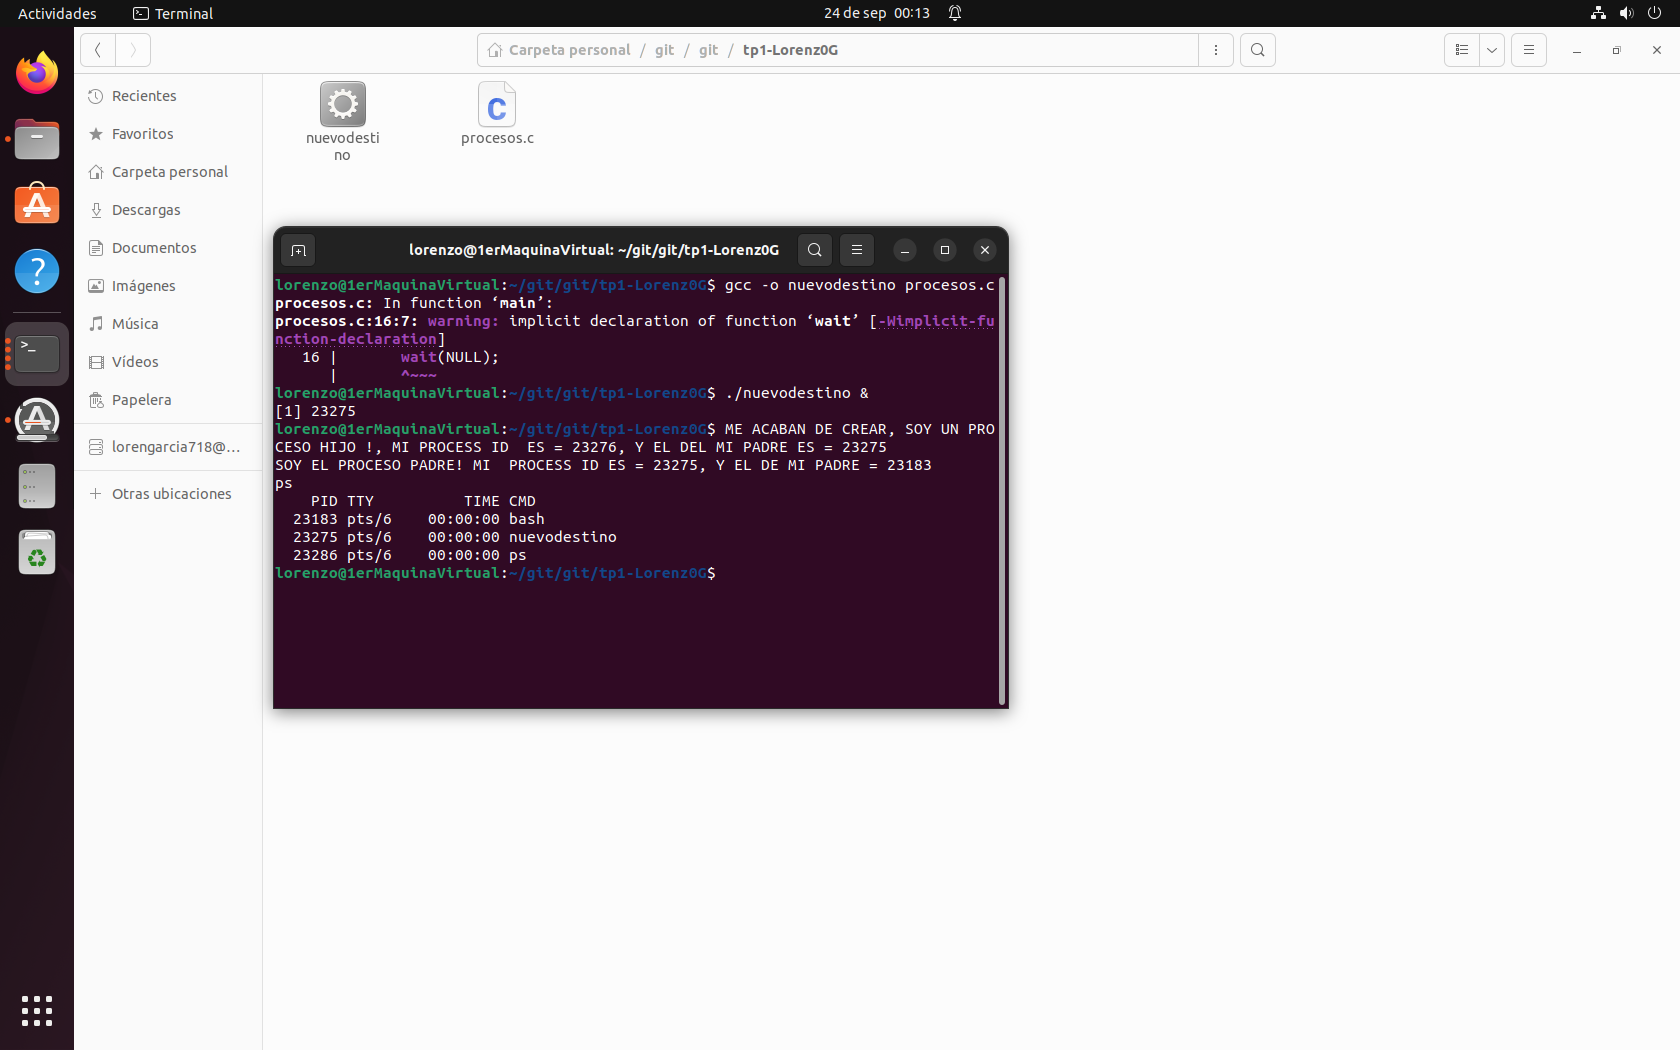 Actividades
Terminal
24 de sep 00:13
Carpeta personal / git / git / tp1-Lorenz0G
Recientes
Favoritos
Carpeta personal
Descargas
Documentos
Imágenes
Música
Vídeos
Papelera
lorengarcia718@...
Otras ubicaciones
nuevodesti
no
procesos.c
lorenzo@1erMaquinaVirtual: ~/git/git/tp1-Lorenz0G
lorenzo@1erMaquinaVirtual:~/git/git/tp1-Lorenz0G$ gcc -o nuevodestino procesos.c
procesos.c: In function ‘main’:
procesos.c:16:7: warning: implicit declaration of function ‘wait’ [-Wimplicit-fu
nction-declaration]
16 | wait(NULL);
| ^~~~
lorenzo@1erMaquinaVirtual:~/git/git/tp1-Lorenz0G$ ./nuevodestino &
[1] 23275
lorenzo@1erMaquinaVirtual:~/git/git/tp1-Lorenz0G$ ME ACABAN DE CREAR, SOY UN PRO
CESO HIJO !, MI PROCESS ID  ES = 23276, Y EL DEL MI PADRE ES = 23275
SOY EL PROCESO PADRE! MI  PROCESS ID ES = 23275, Y EL DE MI PADRE = 23183
ps
PID TTY          TIME CMD
23183 pts/6    00:00:00 bash
23275 pts/6    00:00:00 nuevodestino
23286 pts/6    00:00:00 ps
lorenzo@1erMaquinaVirtual:~/git/git/tp1-Lorenz0G$